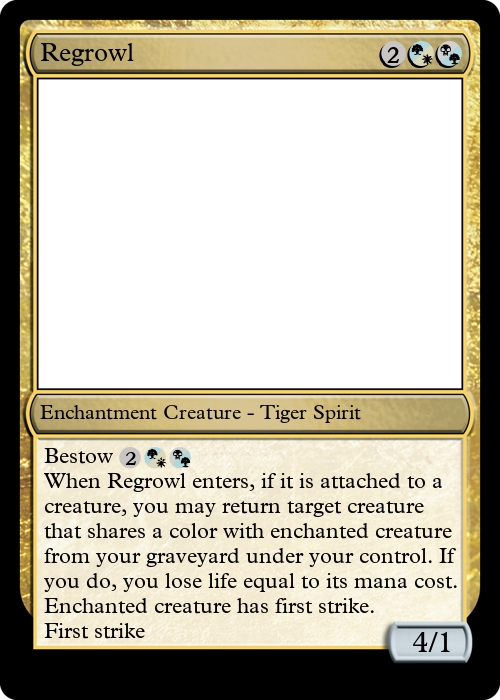 Regrowl 2
Enchantment Creature - Tiger Spirit
Bestow 2
When Regrowl enters, if it is attached to a
creature, you may return target creature
that shares a color with enchanted creature
from your graveyard under your control. If
you do, you lose life equal to its mana cost.
Enchanted creature has first strike.
First strike
4/1